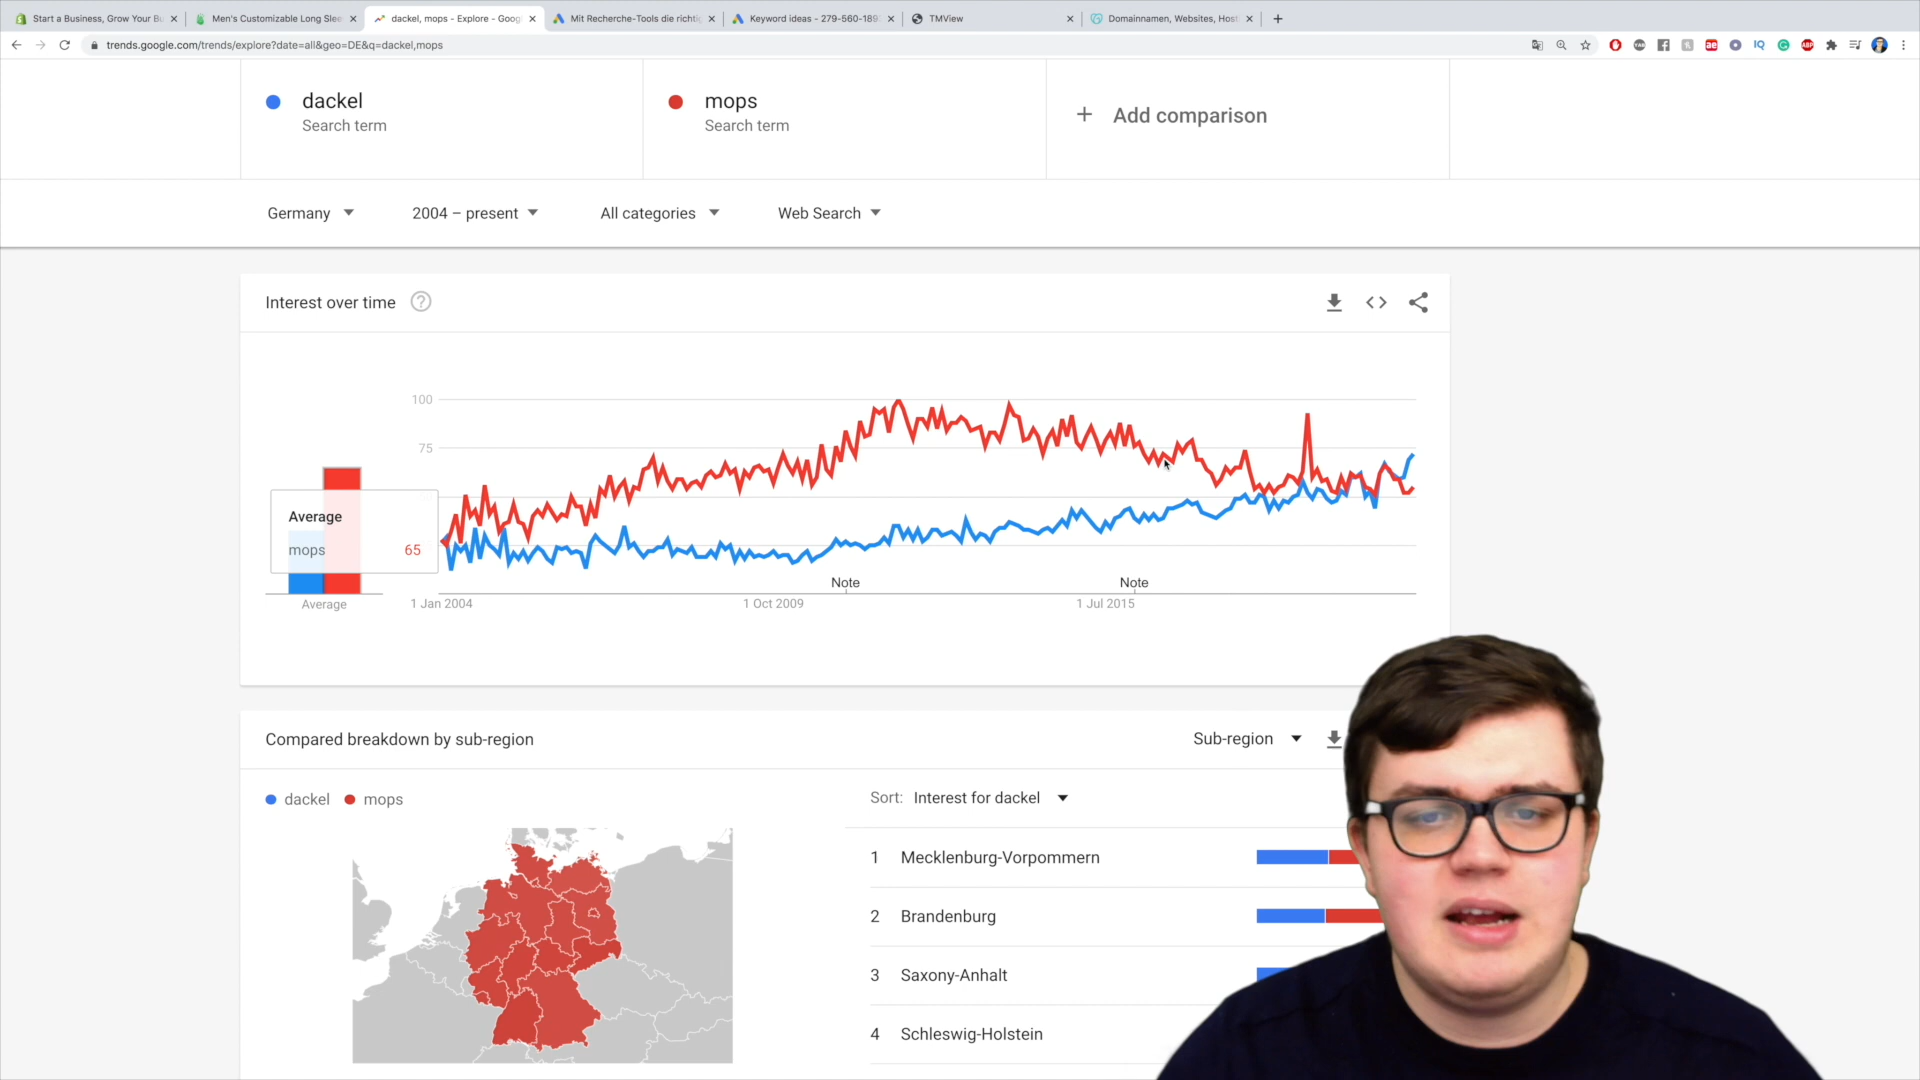 Start a Business, Grow Your Bu
Men's Customizable Long Slee
dackel, mops - Explore - Goog
Mit Recherche-Tools die richtig
Keyword ideas - 279-560-189
TMView
Domainnamen, Websites, Host
trends.google.com/trends/explore?date=all&geo=DE&q=dackel,mops
dackel
Search term
mops
Search term
+ Add comparison
Germany
2004 – present
All categories
Web Search
Interest over time
100
75
Average
mops 65
Note
Note
Average
1 Jan 2004
1 Oct 2009
1 Jul 2015
Compared breakdown by sub-region
Sub-region
dackel
mops
Sort: Interest for dackel
1 Mecklenburg-Vorpommern
2 Brandenburg
3 Saxony-Anhalt
4 Schleswig-Holstein